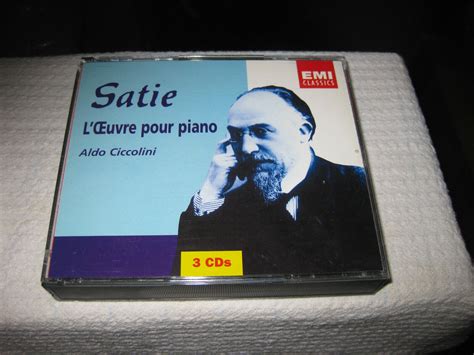 EMI
CLASSICS
Satie
L'Œuvre pour piano
Aldo Ciccolini
3 CDs